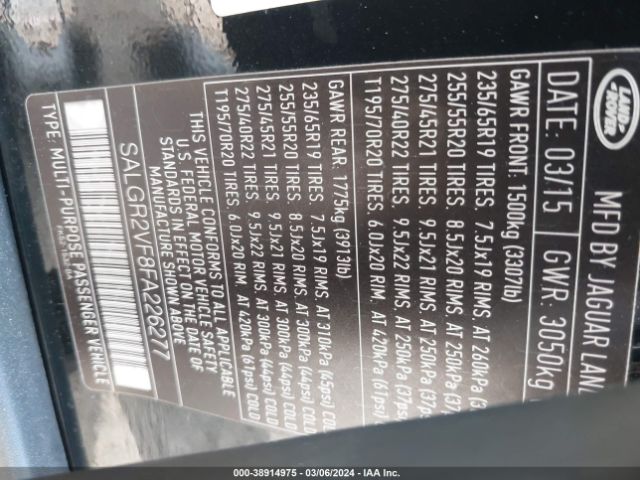 LAND
ROVER
MFD BY JAGUAR LAN
DATE: 03/15 GWR: 3050kg
GAWR FRONT: 1500kg (3307lb)
235/65R19 TIRES. 7.5Jx19 RIMS. AT 260kPa (3
255/55R20 TIRES. 8.5Jx20 RIMS. AT 250kPa (37
275/45R21 TIRES. 9.5Jx21 RIMS. AT 250kPa (37ps
275/40R22 TIRES. 9.5Jx22 RIMS. AT 250kPa (37psi
T195/70R20 TIRES. 6.0Jx20 RIM. AT 420kPa (61psi)
GAWR REAR: 1775kg (3913lb)
235/65R19 TIRES. 7.5Jx19 RIMS. AT 310kPa (45psi) COL
255/55R20 TIRES. 8.5Jx20 RIMS. AT 300kPa (44psi) COLD
275/45R21 TIRES. 9.5Jx21 RIMS. AT 300kPa (44psi) COLD
275/40R22 TIRES. 9.5Jx22 RIMS. AT 300kPa (44psi) COLD
T195/70R20 TIRES. 6.0Jx20 RIM. AT 420kPa (61psi) COLD
THIS VEHICLE CONFORMS TO ALL APPLICABLE
U.S. FEDERAL MOTOR VEHICLE SAFETY
STANDARDS IN EFFECT ON THE DATE OF
MANUFACTURE SHOWN ABOVE.
SALGR2VF8FA226277
TYPE: MULTI-PURPOSE PASSENGER VEHICLE
000-38914975 — 03/06/2024 — IAA Inc.